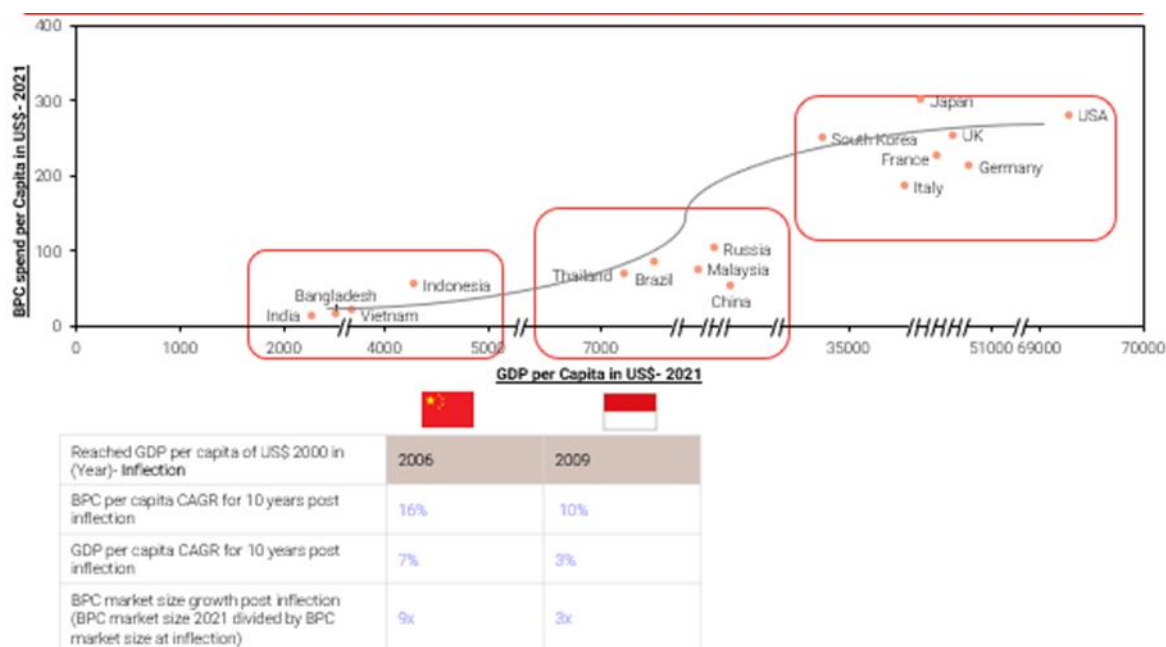 400
300
200
100
0
BPC spend per Capita in US$- 2021
Japan
USA
South Korea
UK
France
Germany
Italy
Russia
Thailand
Malaysia
Brazil
China
Indonesia
Bangladesh
India
Vietnam
0 1000 2000 4000 5000 7000 35000 51000 69000 70000
GDP per Capita in US$- 2021
Reached GDP per capita of US$ 2000 in
(Year)- Inflection
2006
2009
BPC per capita CAGR for 10 years post
inflection
16%
10%
GDP per capita CAGR for 10 years post
inflection
7%
3%
BPC market size growth post inflection
(BPC market size 2021 divided by BPC
market size at inflection)
9x
3x